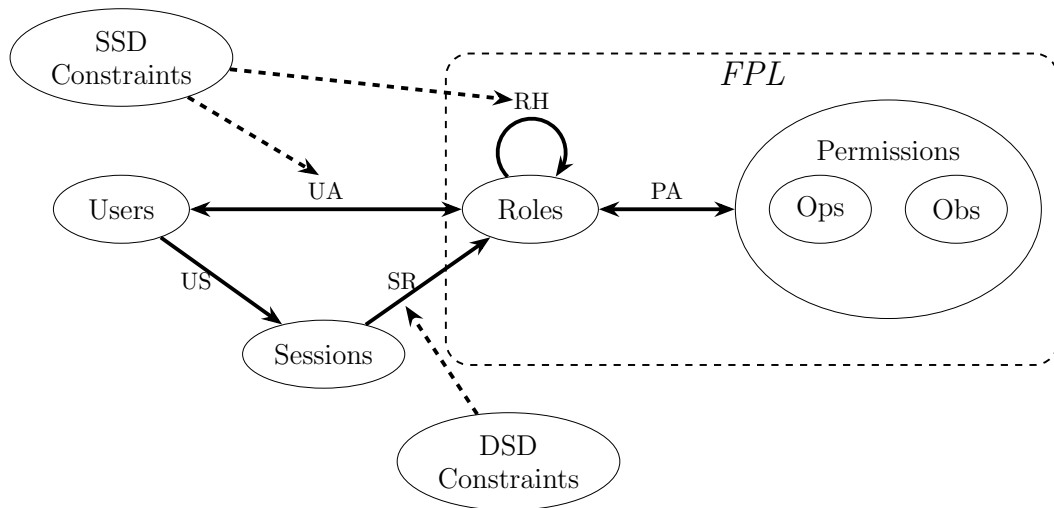 SSD
Constraints
FPL
RH
Permissions
UA
Users
Roles
PA
Ops
Obs
US
SR
Sessions
DSD
Constraints